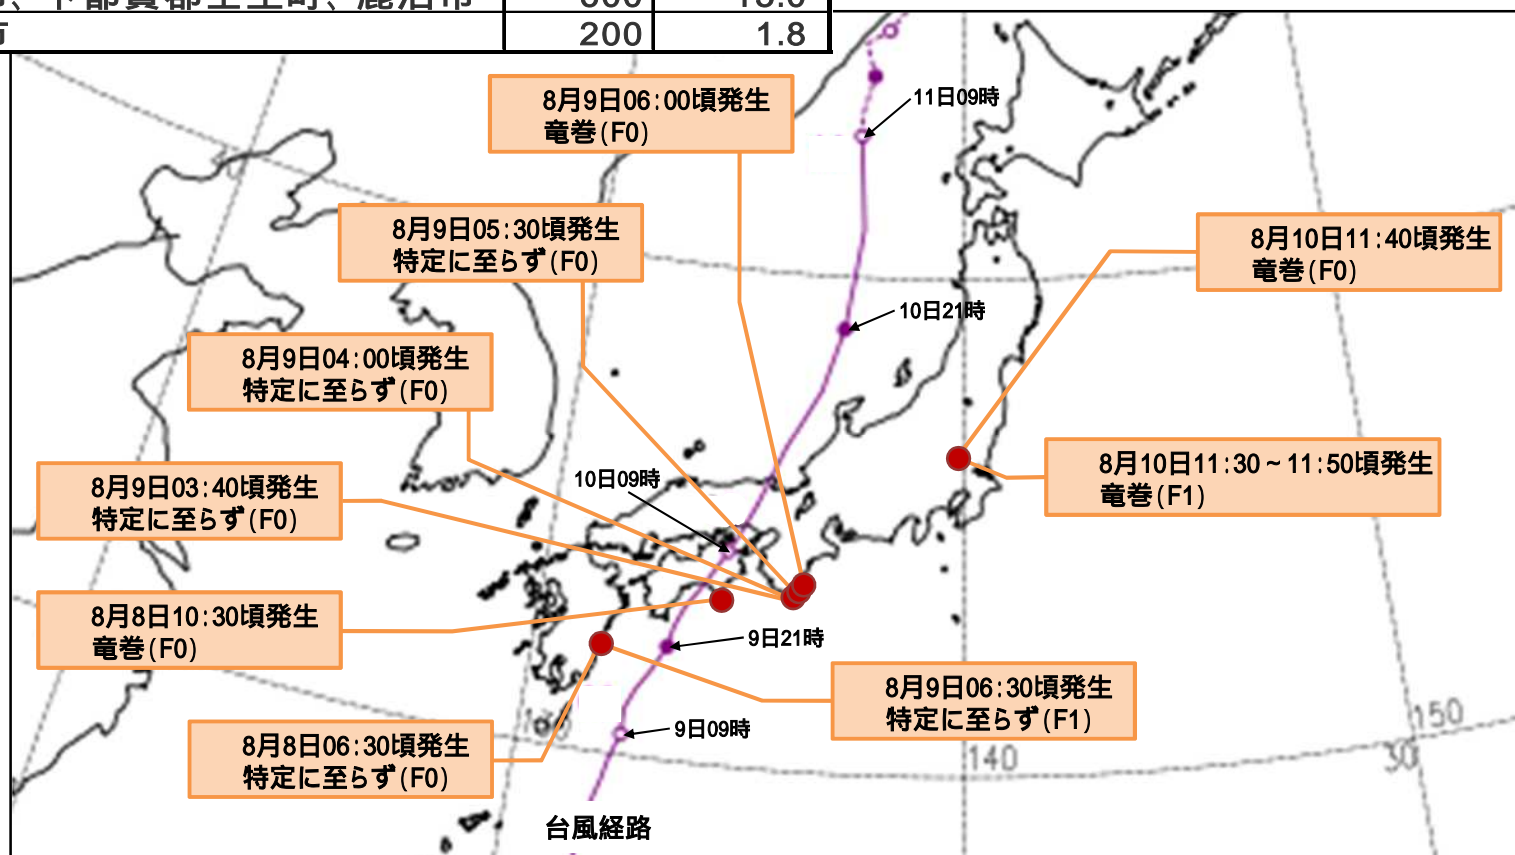 200 1.8
8月9日06:00頃発生
竜巻(F0)
11日09時
8月9日05:30頃発生
特定に至らず(F0)
8月10日11:40頃発生
竜巻(F0)
10日21時
8月9日04:00頃発生
特定に至らず(F0)
8月10日11:30~11:50頃発生
竜巻(F1)
8月9日03:40頃発生
特定に至らず(F0)
10日09時
8月8日10:30頃発生
竜巻(F0)
9日21時
8月9日06:30頃発生
特定に至らず(F1)
8月8日06:30頃発生
特定に至らず(F0)
9日09時
150
140
30
台風経路